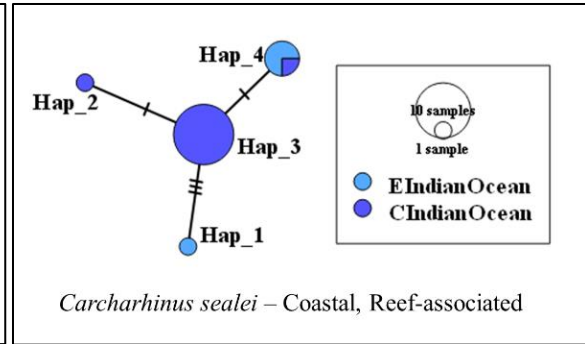 Hap_4
Hap_2
Hap_3
Hap_1
10 samples
1 sample
EIndianOcean
CIndianOcean
Carcharhinus sealei – Coastal, Reef-associated